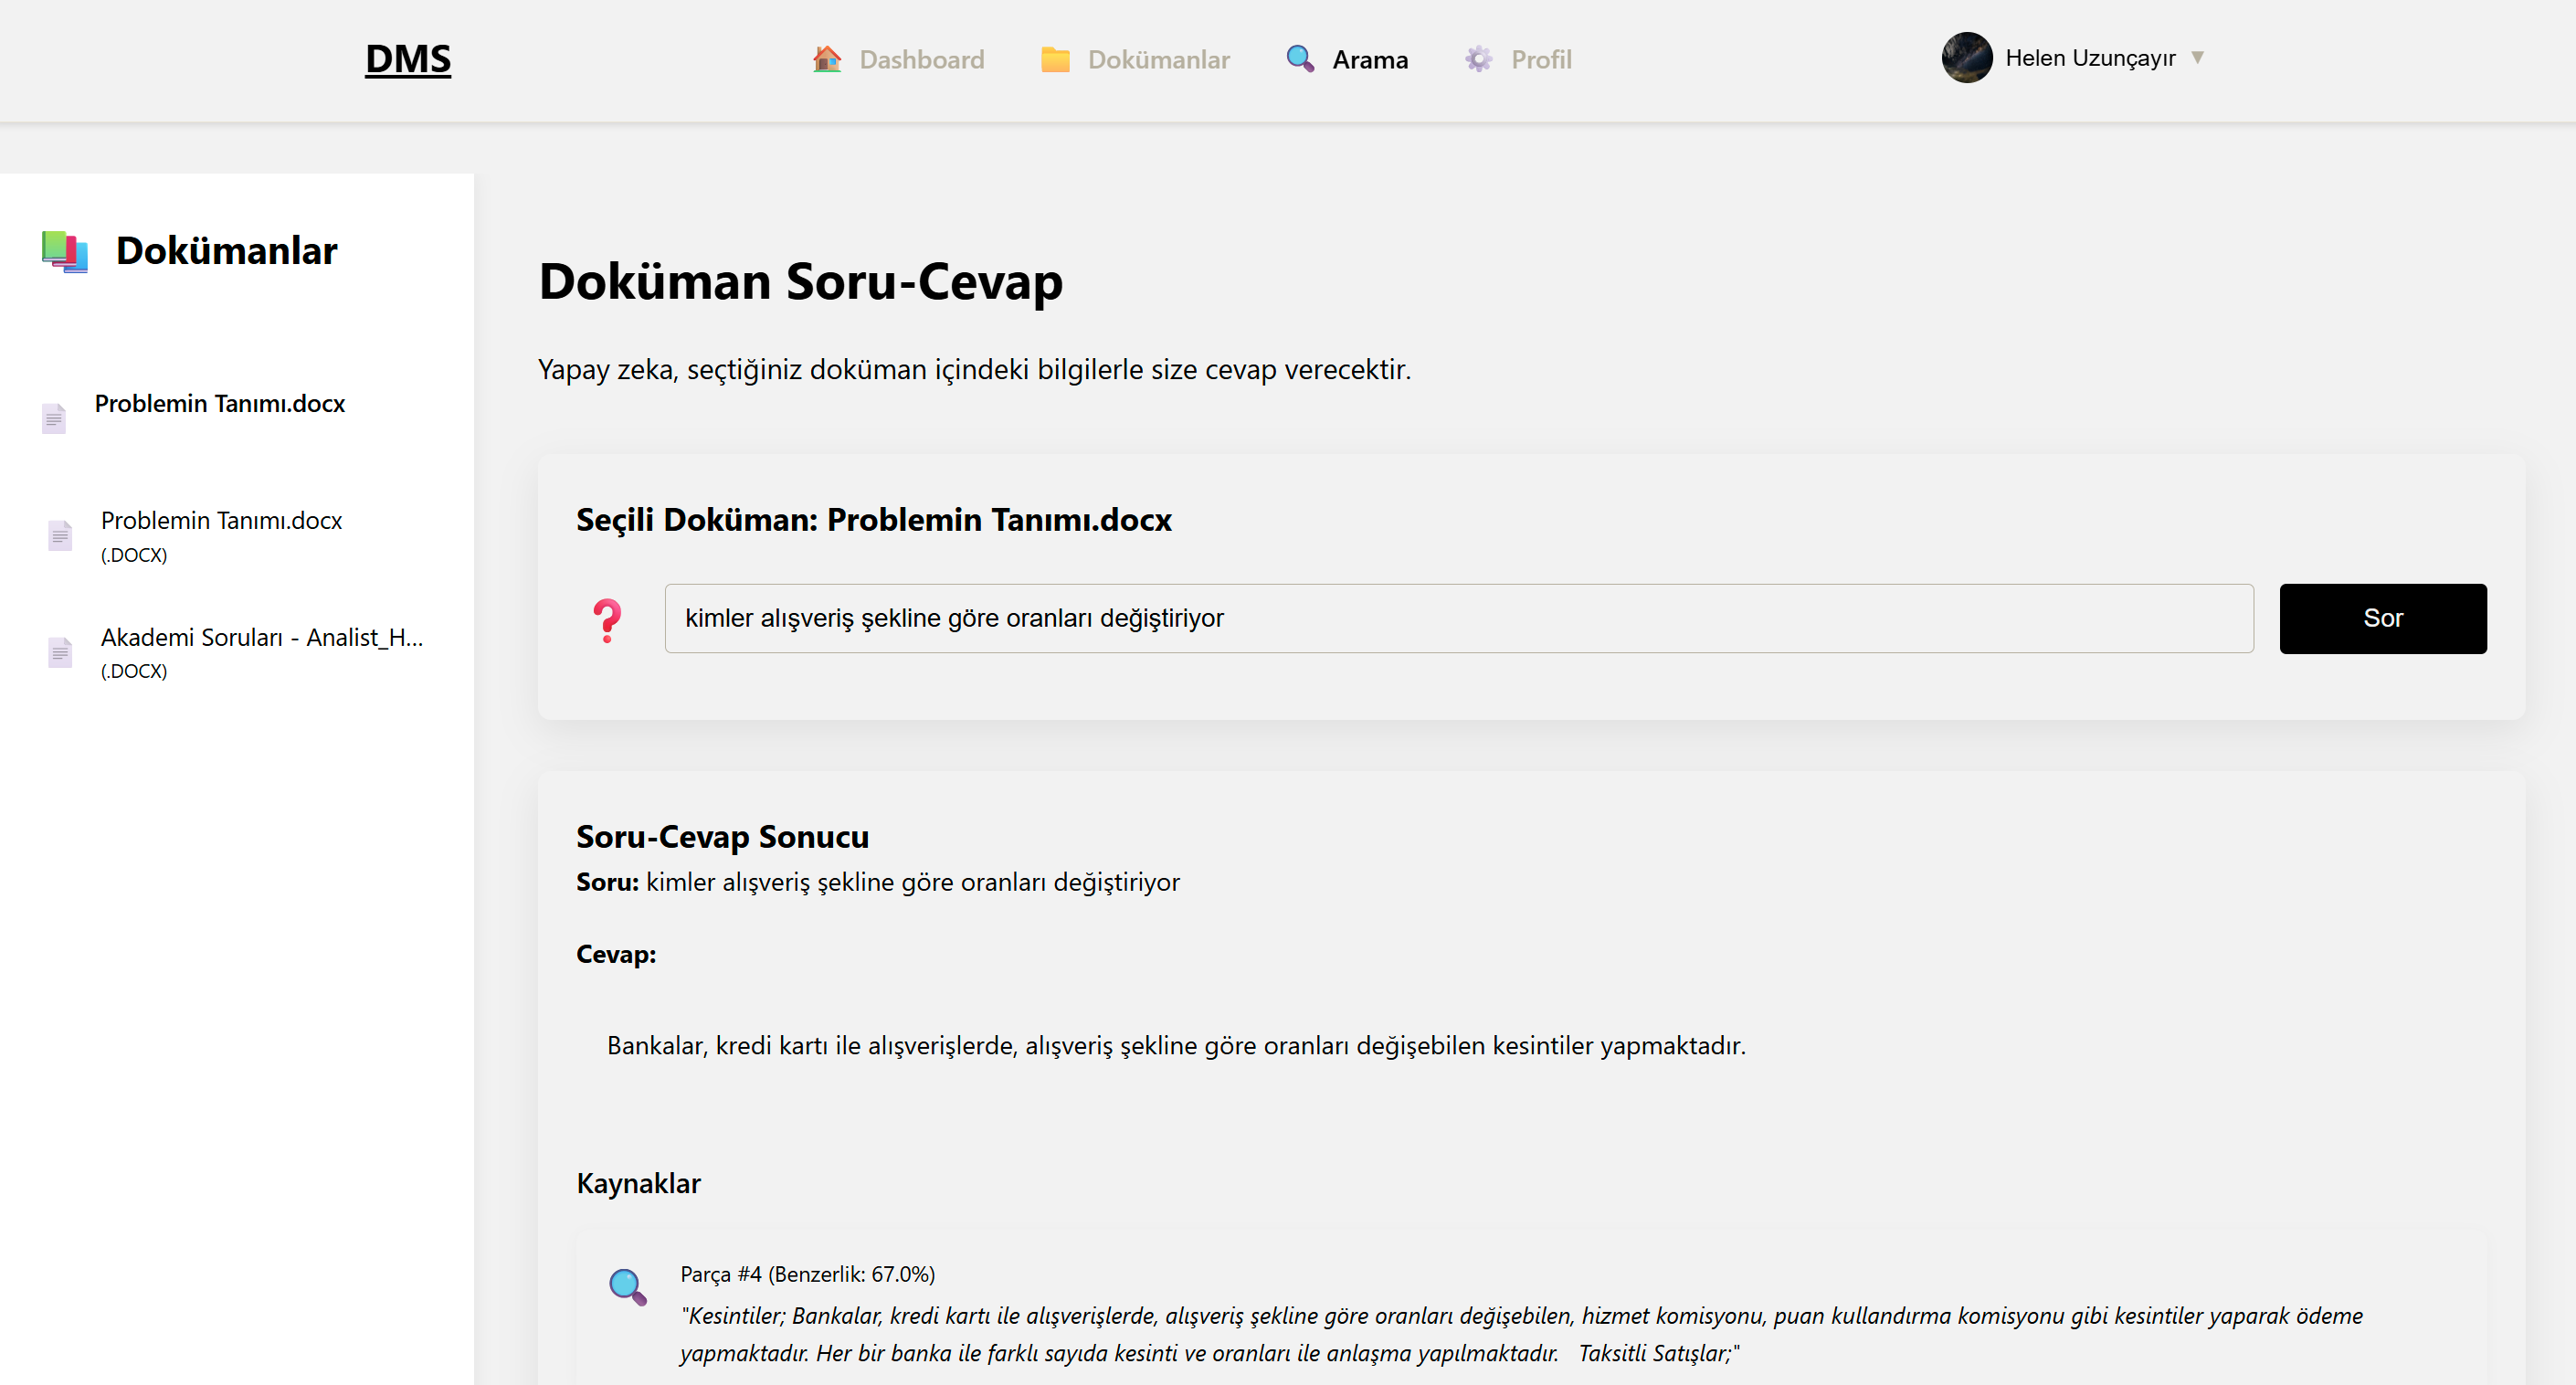 DMS
Dashboard
Dokümanlar
Arama
Profil
Helen Uzunçayır
Dokümanlar
Problemin Tanımı.docx
Problemin Tanımı.docx
(.DOCX)
Akademi Soruları - Analist_H...
(.DOCX)
Doküman Soru-Cevap
Yapay zeka, seçtiğiniz doküman içindeki bilgilerle size cevap verecektir.
Seçili Doküman: Problemin Tanımı.docx
kimler alışveriş şekline göre oranları değiştiriyor
Sor
Soru-Cevap Sonucu
Soru: kimler alışveriş şekline göre oranları değiştiriyor
Cevap:
Bankalar, kredi kartı ile alışverişlerde, alışveriş şekline göre oranları değişebilen kesintiler yapmaktadır.
Kaynaklar
Parça #4 (Benzerlik: 67.0%)
"Kesintiler; Bankalar, kredi kartı ile alışverişlerde, alışveriş şekline göre oranları değişebilen, hizmet komisyonu, puan kullandırma komisyonu gibi kesintiler yaparak ödeme
yapmaktadır. Her bir banka ile farklı sayıda kesinti ve oranları ile anlaşma yapılmaktadır. Taksitli Satışlar;"